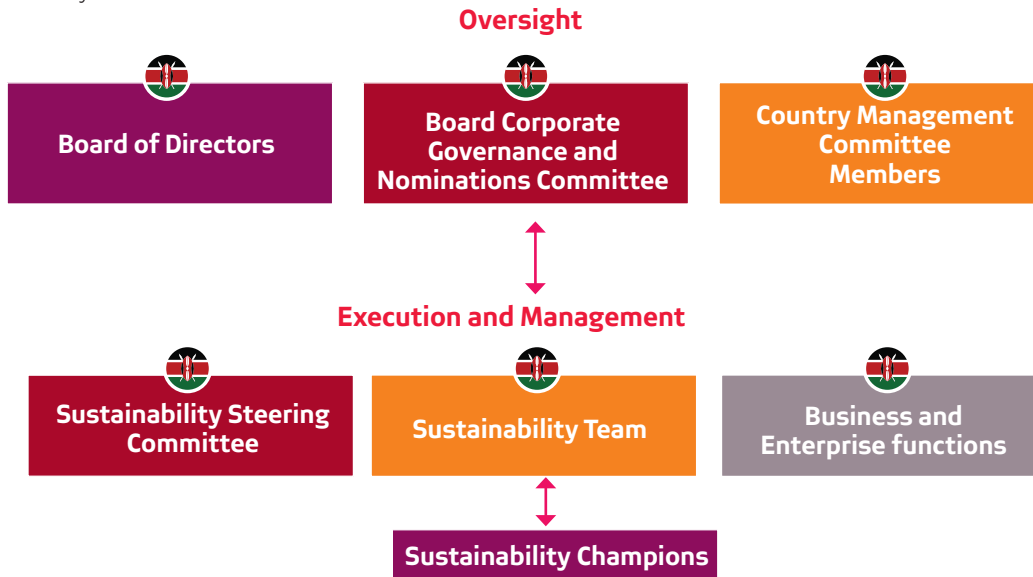 Oversight
Board of Directors
Board Corporate
Governance and
Nominations Committee
Country Management
Committee
Members
Execution and Management
Sustainability Steering
Committee
Sustainability Team
Business and
Enterprise functions
Sustainability Champions